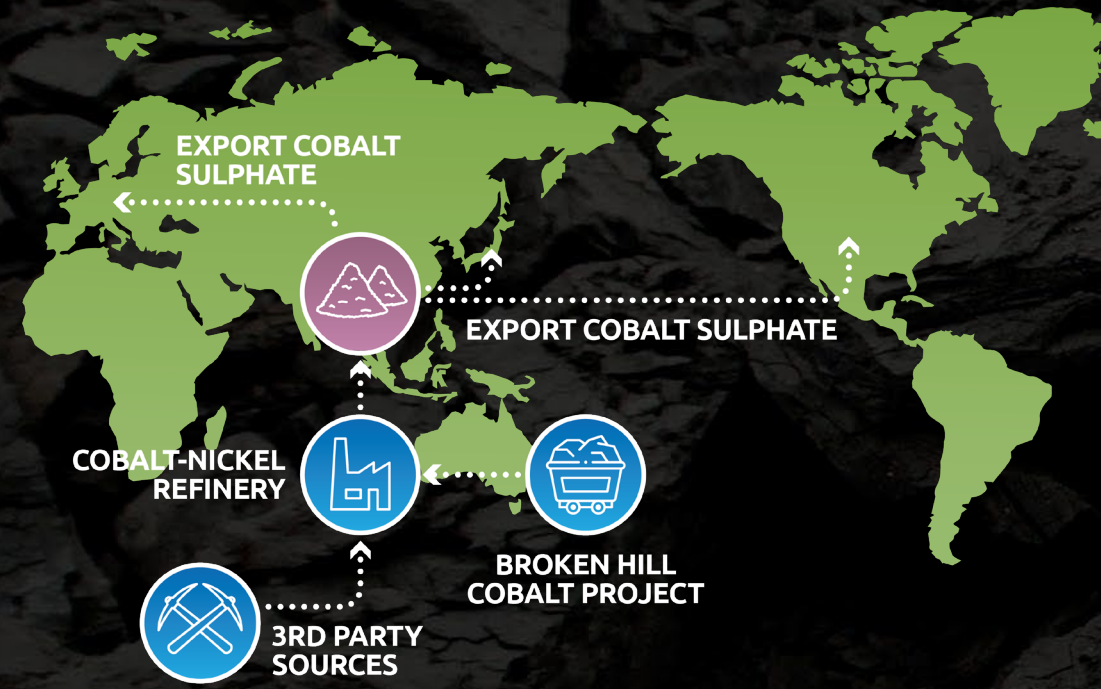 EXPORT COBALT
SULPHATE
EXPORT COBALT SULPHATE
COBALT-NICKEL
REFINERY
BROKEN HILL
COBALT PROJECT
3RD PARTY
SOURCES